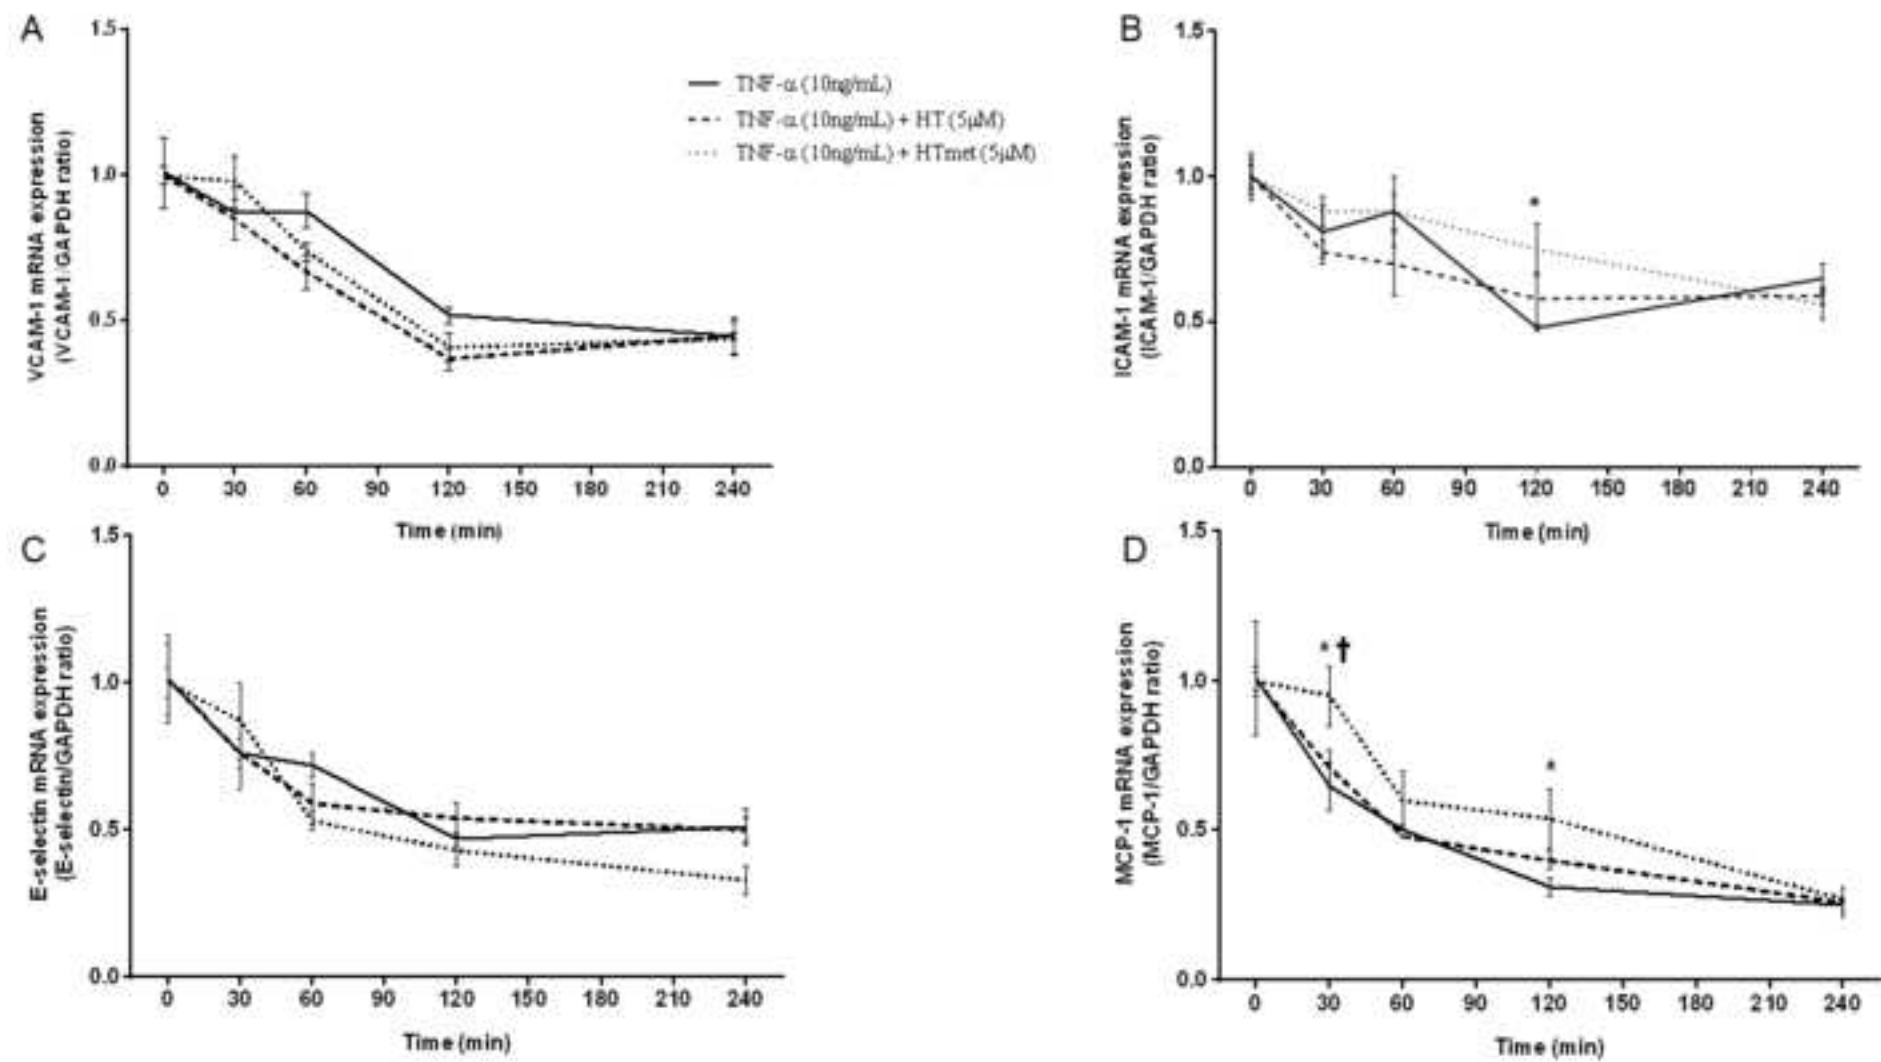 A
1.5
1.0
0.5
0.0
VCAM-1 mRNA expression
(VCAM-1/GAPDH ratio)
0 30 60 90 120 150 180 210 240
Time (min)
TNF-α (10ng/mL)
TNF-α (10ng/mL) + HT (5μM)
TNF-α (10ng/mL) + HTmet (5μM)
B
1.5
1.0
0.5
0.0
ICAM-1 mRNA expression
(ICAM-1/GAPDH ratio)
*
0 30 60 90 120 150 180 210 240
Time (min)
C
1.5
1.0
0.5
0.0
E-selectin mRNA expression
(E-selectin/GAPDH ratio)
0 30 60 90 120 150 180 210 240
Time (min)
D
1.5
1.0
0.5
0.0
MCP-1 mRNA expression
(MCP-1/GAPDH ratio)
* †
*
0 30 60 90 120 150 180 210 240
Time (min)